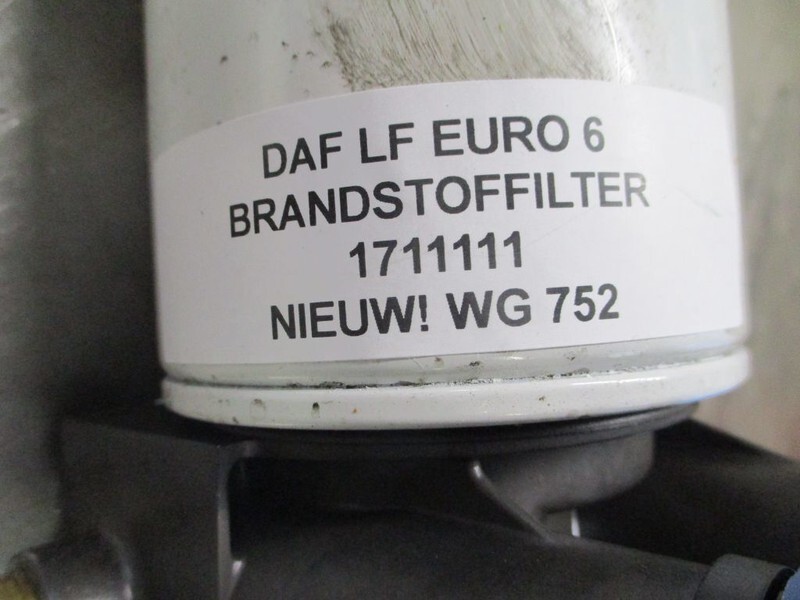 DAF LF EURO 6
BRANDSTOFFILTER
1711111
NIEUW! WG 752